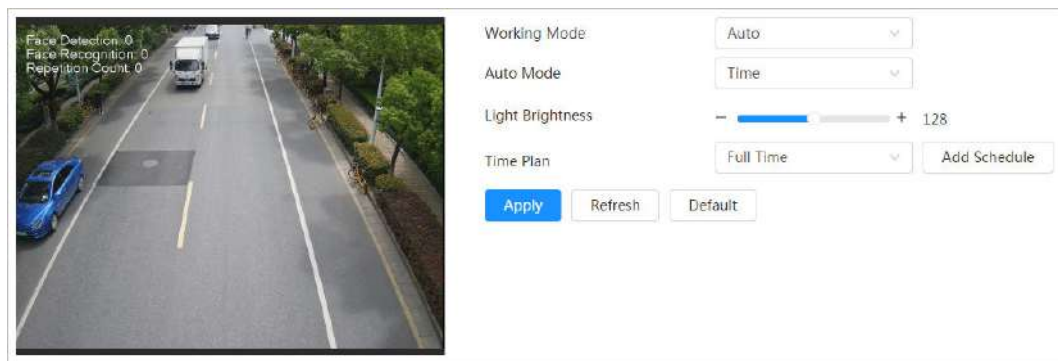 Face Detection: 0
Face Recognition: 0
Repetition Count: 0
Working Mode Auto
Auto Mode Time
Light Brightness - + 128
Time Plan Full Time Add Schedule
Apply Refresh Default